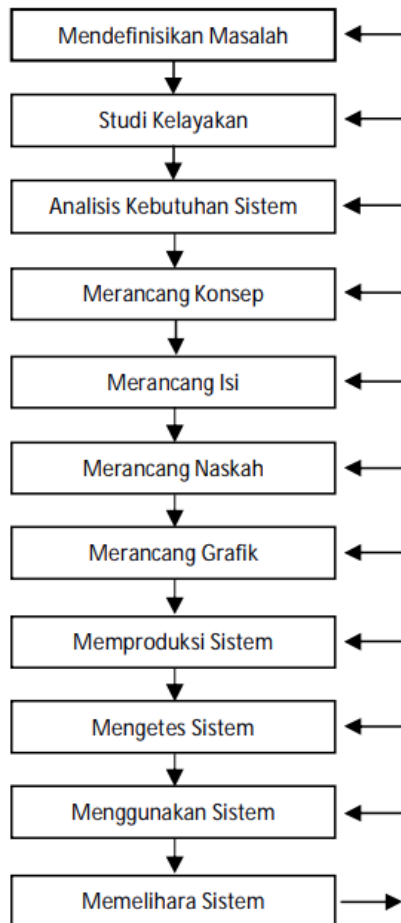 Mendefinisikan Masalah
Studi Kelayakan
Analisis Kebutuhan Sistem
Merancang Konsep
Merancang Isi
Merancang Naskah
Merancang Grafik
Memproduksi Sistem
Mengetes Sistem
Menggunakan Sistem
Memelihara Sistem